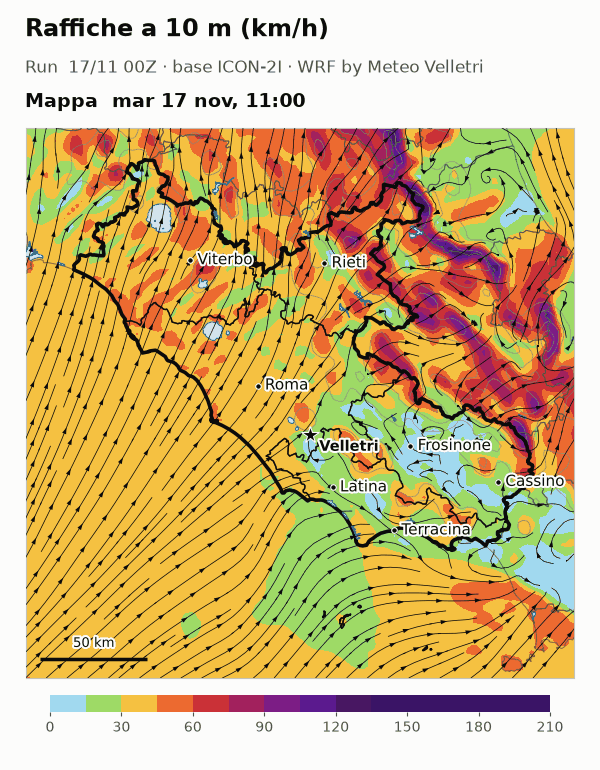 Raffiche a 10 m (km/h)
Run 17/11 00Z · base ICON-2I · WRF by Meteo Velletri
Mappa mar 17 nov, 11:00
Viterbo
Rieti
Roma
Velletri
Frosinone
Cassino
Latina
Terracina
50 km
0 30 60 90 120 150 180 210